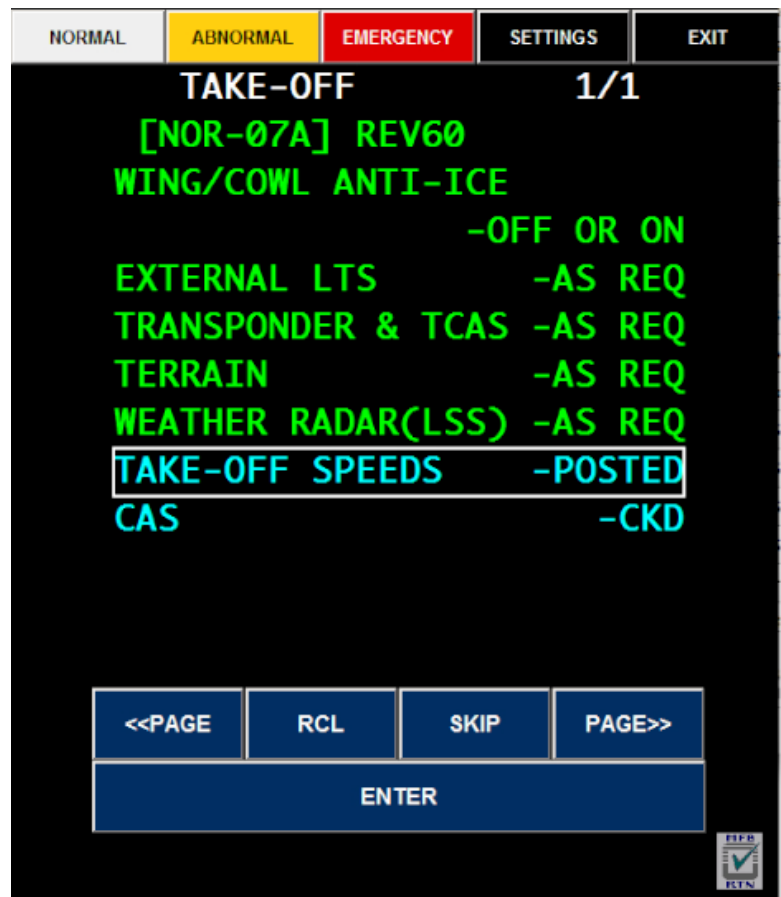 NORMAL ABNORMAL EMERGENCY SETTINGS EXIT
TAKE-OFF 1/1
[NOR-07A] REV60
WING/COWL ANTI-ICE
-OFF OR ON
EXTERNAL LTS -AS REQ
TRANSPONDER & TCAS -AS REQ
TERRAIN -AS REQ
WEATHER RADAR(LSS) -AS REQ
TAKE-OFF SPEEDS -POSTED
CAS -CKD
<<PAGE RCL SKIP PAGE>>
ENTER
MFB
RTN